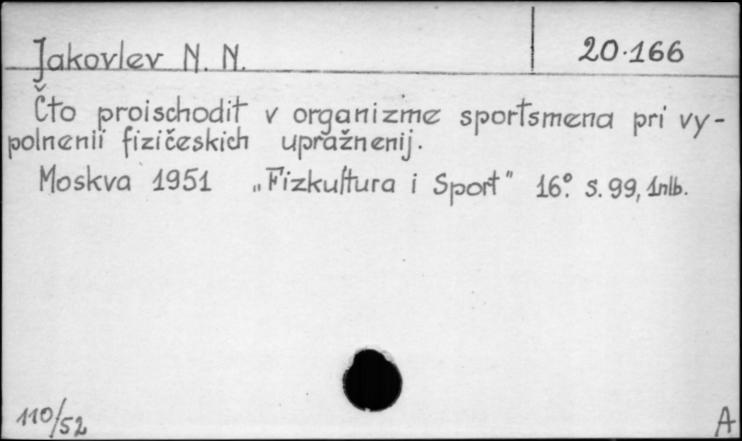 Jakovlev N. N. 20.166
Čto proischodit v organizme sportsmena pri vy-
polnenii fizičeskich upražnenij.
Moskva 1951 „Fizkultura i Sport" 16° s. 99, 1nlb.
110/52 A